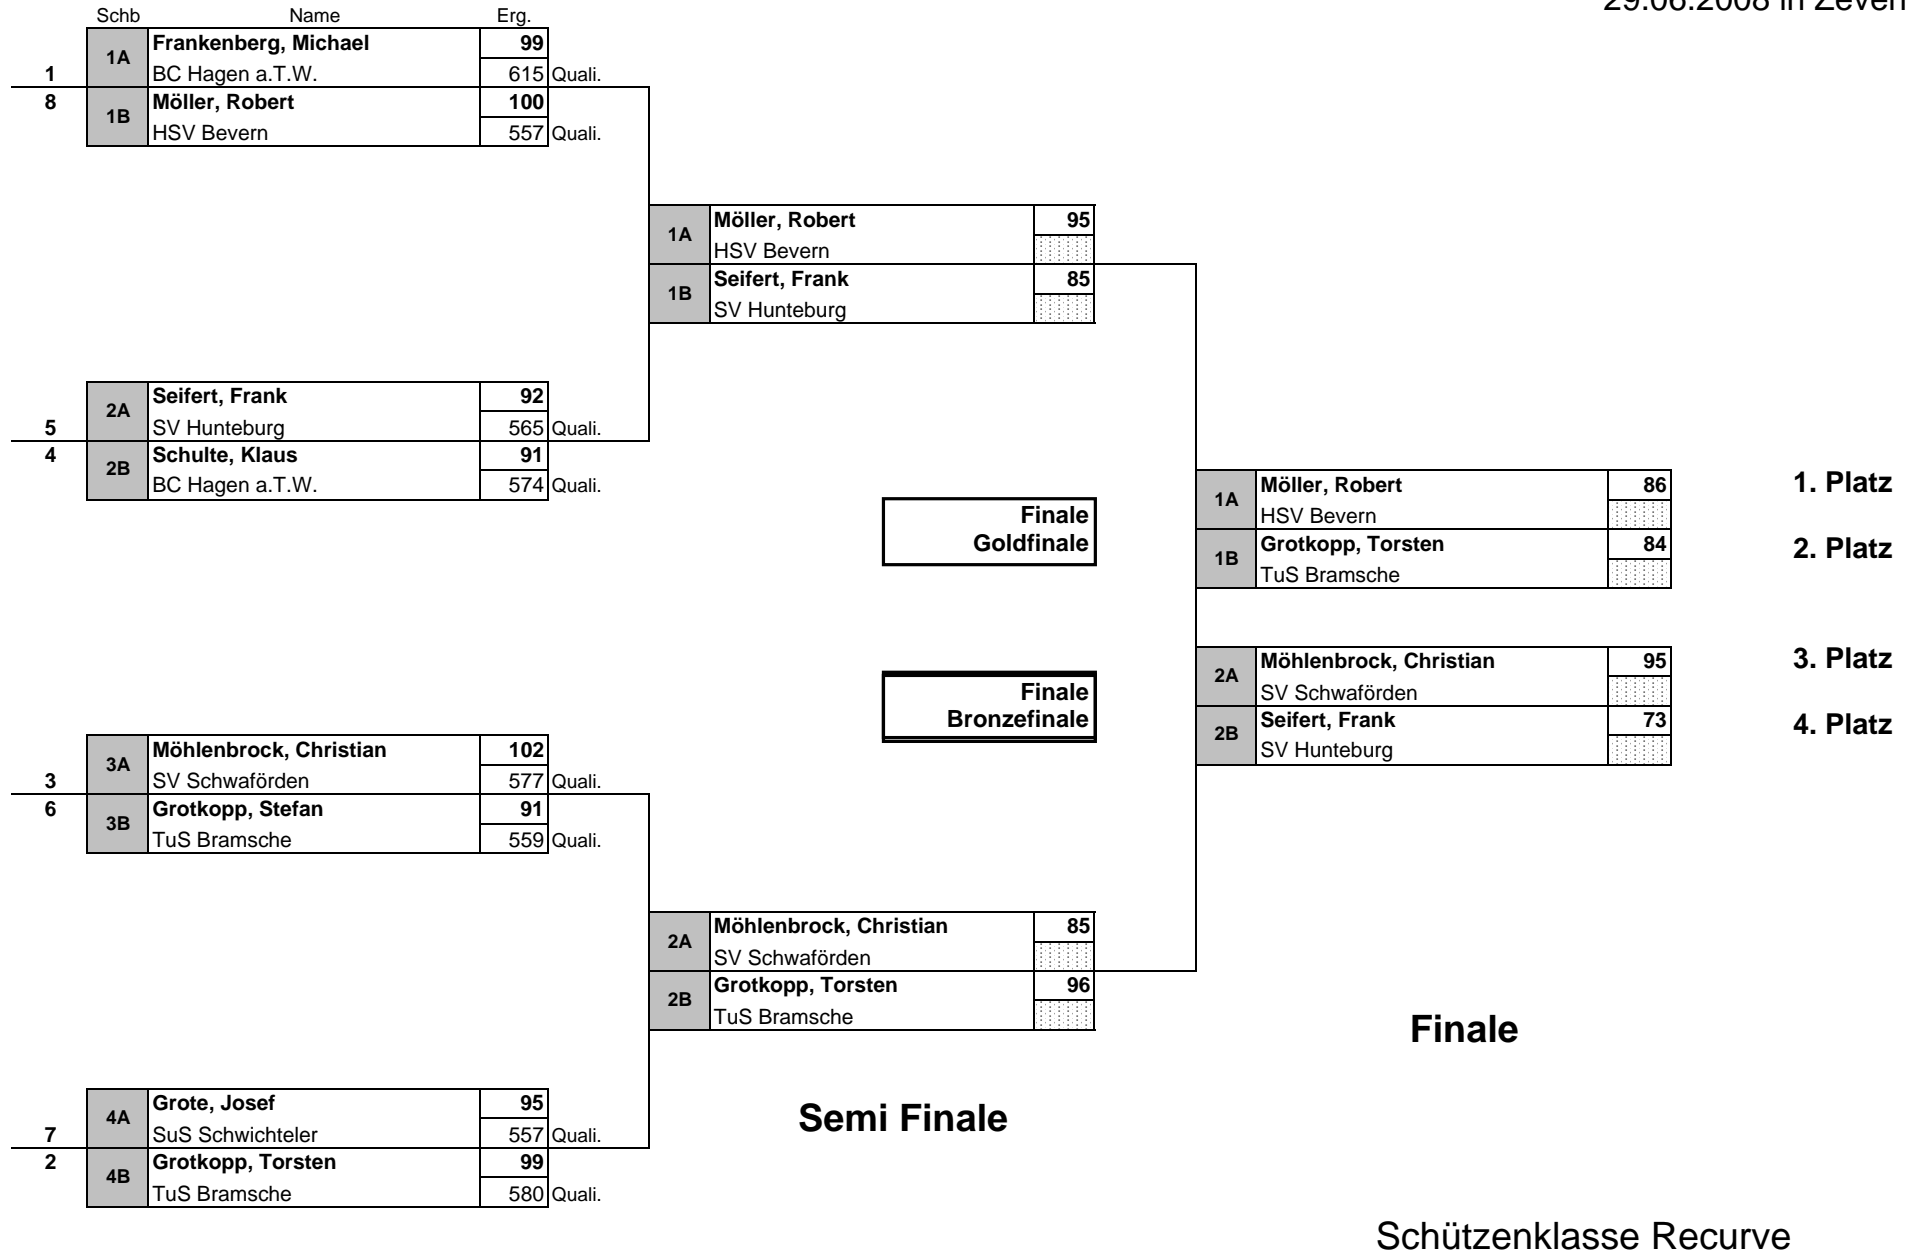 29.06.2008 in Zeven
Schb Name Erg.
1A Frankenberg, Michael 99
1 BC Hagen a.T.W. 615 Quali.
8 1B Möller, Robert 100
HSV Bevern 557 Quali.
1A Möller, Robert 95
HSV Bevern
1B Seifert, Frank 85
SV Hunteburg
2A Seifert, Frank 92
5 SV Hunteburg 565 Quali.
4 2B Schulte, Klaus 91
BC Hagen a.T.W. 574 Quali.
1A Möller, Robert 86 1. Platz
HSV Bevern
Finale
Goldfinale
1B Grotkopp, Torsten 84 2. Platz
TuS Bramsche
2A Möhlenbrock, Christian 95 3. Platz
SV Schwaförden
Finale
Bronzefinale
2B Seifert, Frank 73 4. Platz
SV Hunteburg
3A Möhlenbrock, Christian 102
3 SV Schwaförden 577 Quali.
6 3B Grotkopp, Stefan 91
TuS Bramsche 559 Quali.
2A Möhlenbrock, Christian 85
SV Schwaförden
2B Grotkopp, Torsten 96
TuS Bramsche
Finale
4A Grote, Josef 95
Semi Finale
7 SuS Schwichteler 557 Quali.
2 4B Grotkopp, Torsten 99
TuS Bramsche 580 Quali.
Schützenklasse Recurve